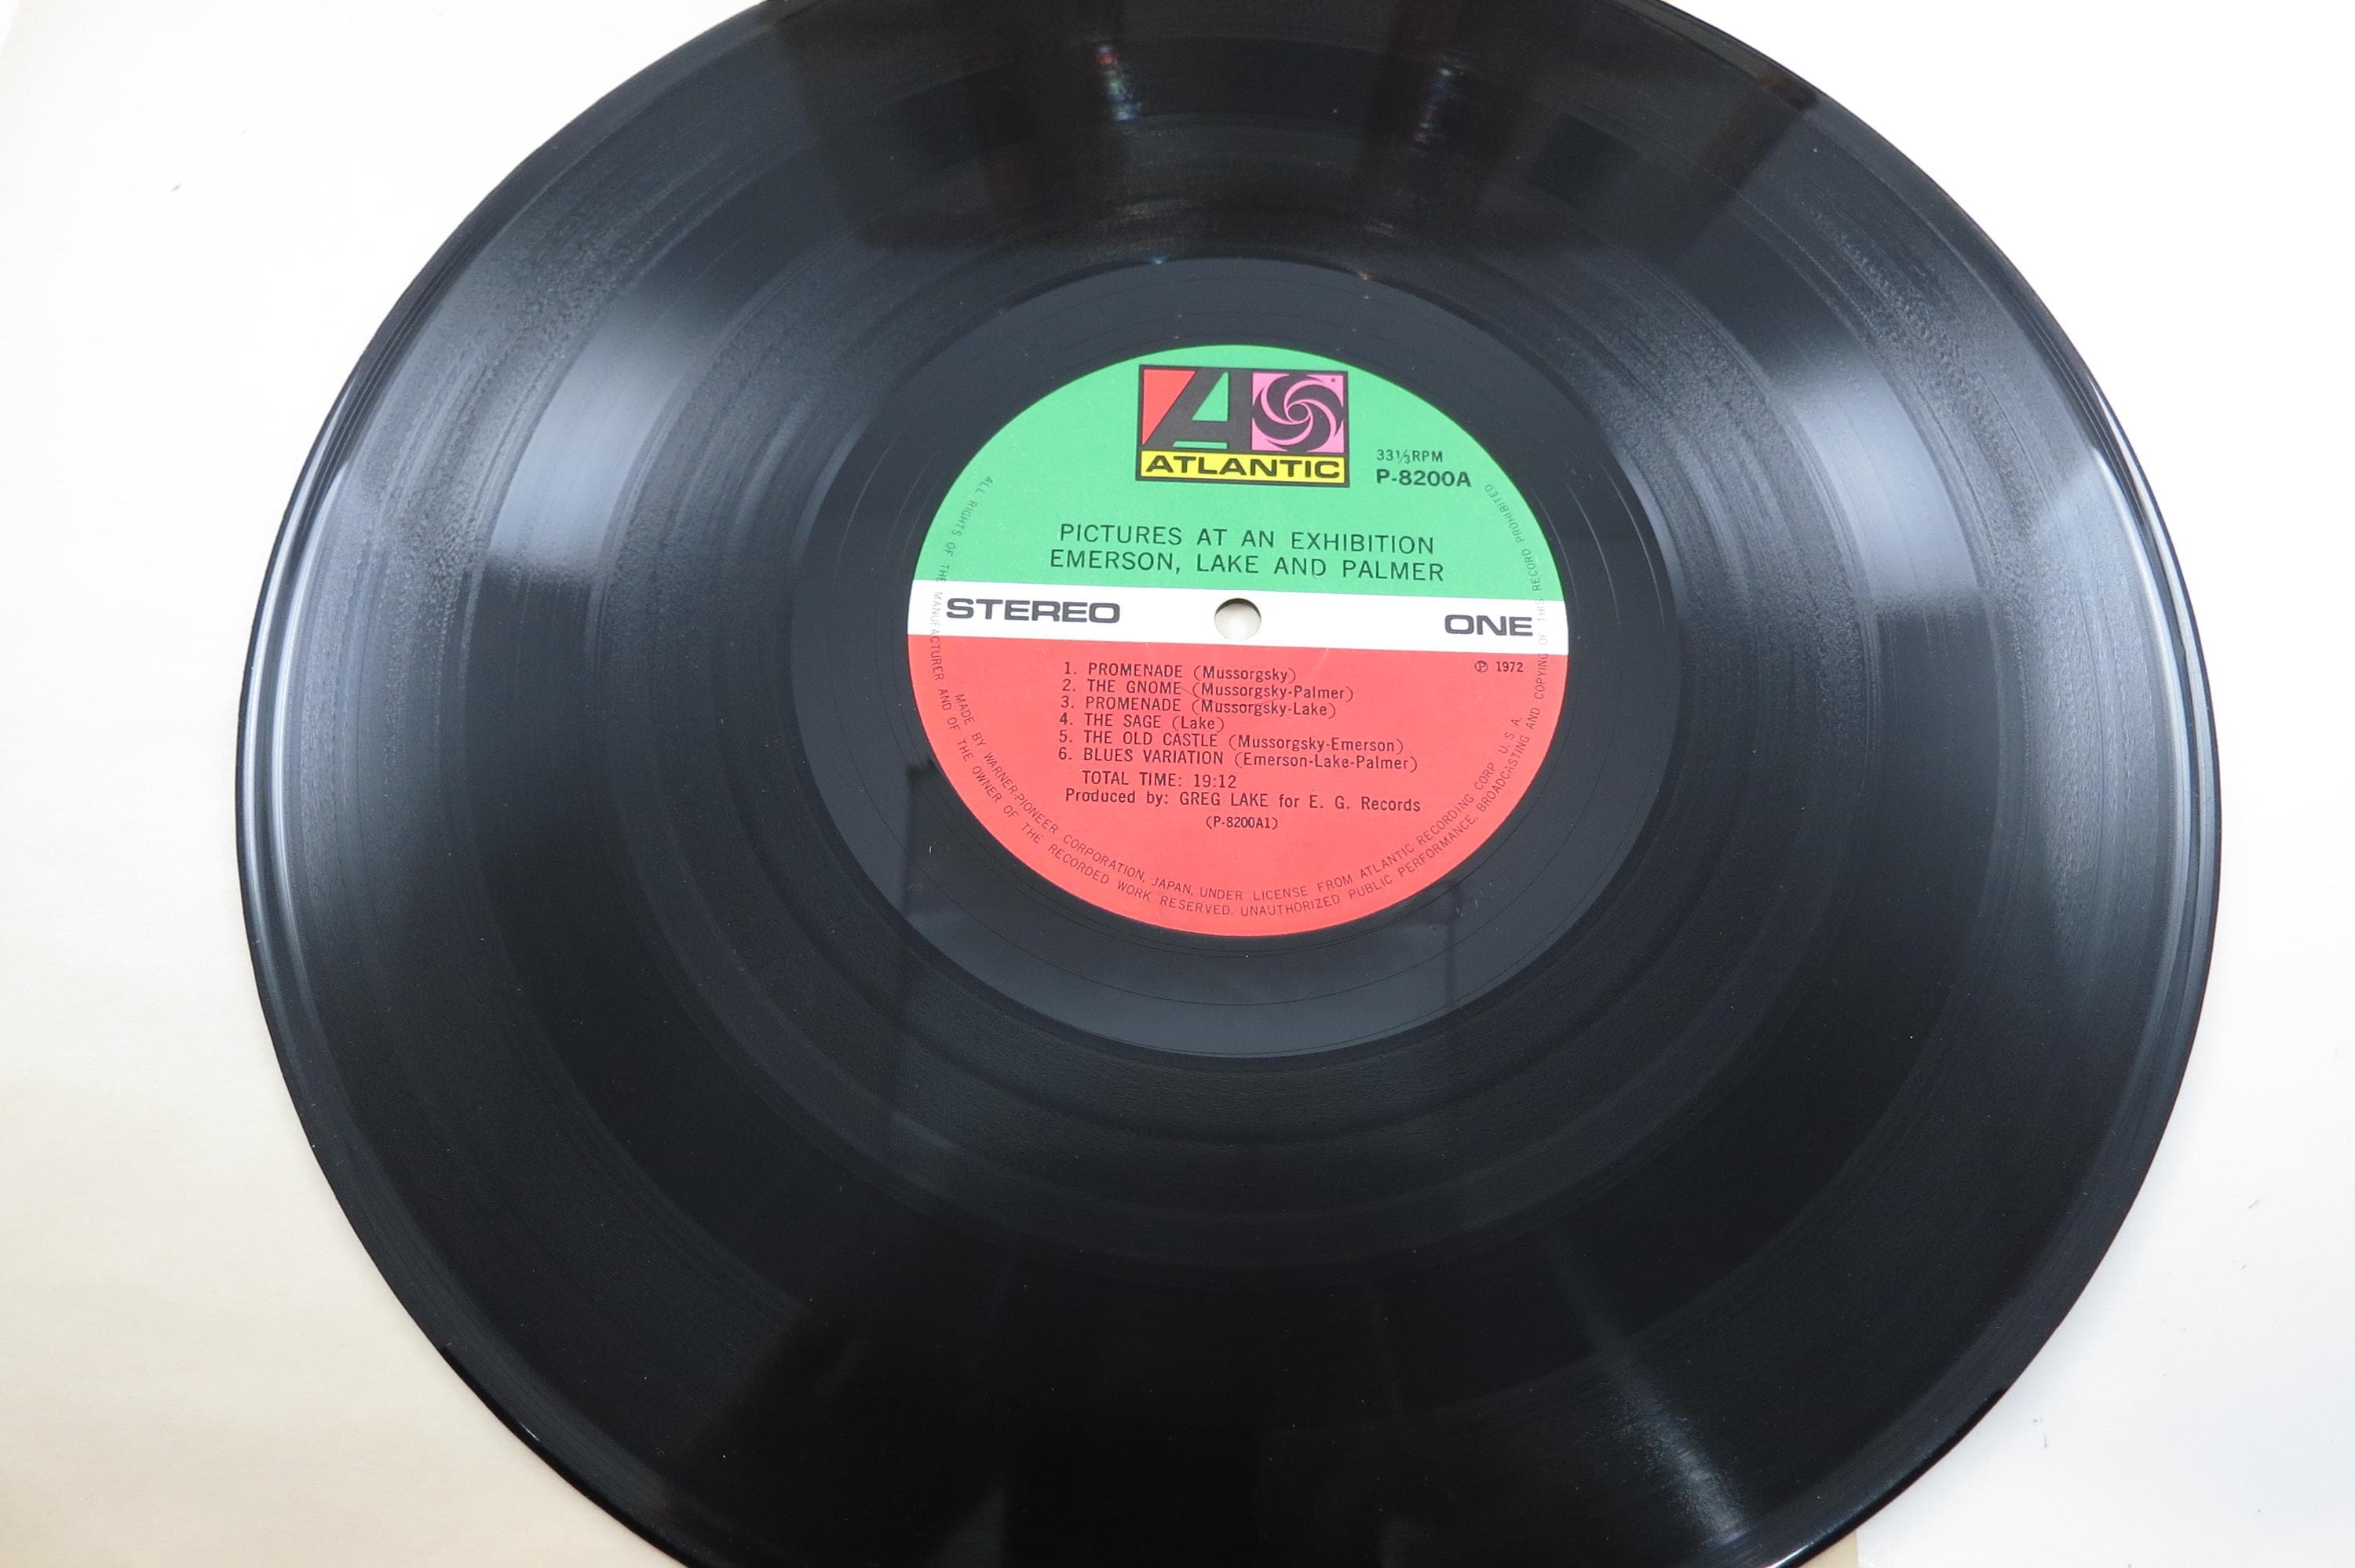 ATLANTIC
33⅓RPM
P-8200A
PICTURES AT AN EXHIBITION
EMERSON, LAKE AND PALMER
STEREO
ONE
℗ 1972
1. PROMENADE (Mussorgsky)
2. THE GNOME (Mussorgsky-Palmer)
3. PROMENADE (Mussorgsky-Lake)
4. THE SAGE (Lake)
5. THE OLD CASTLE (Mussorgsky-Emerson)
6. BLUES VARIATION (Emerson-Lake-Palmer)
TOTAL TIME: 19:12
Produced by: GREG LAKE for E. G. Records
(P-8200A1)
MADE BY WARNER-PIONEER CORPORATION, JAPAN, UNDER LICENSE FROM ATLANTIC RECORDING CORP. U. S. A.
ALL RIGHTS OF THE MANUFACTURER AND OF THE OWNER OF THE RECORDED WORK RESERVED. UNAUTHORIZED PUBLIC PERFORMANCE, BROADCASTING AND COPYING OF THIS RECORD PROHIBITED